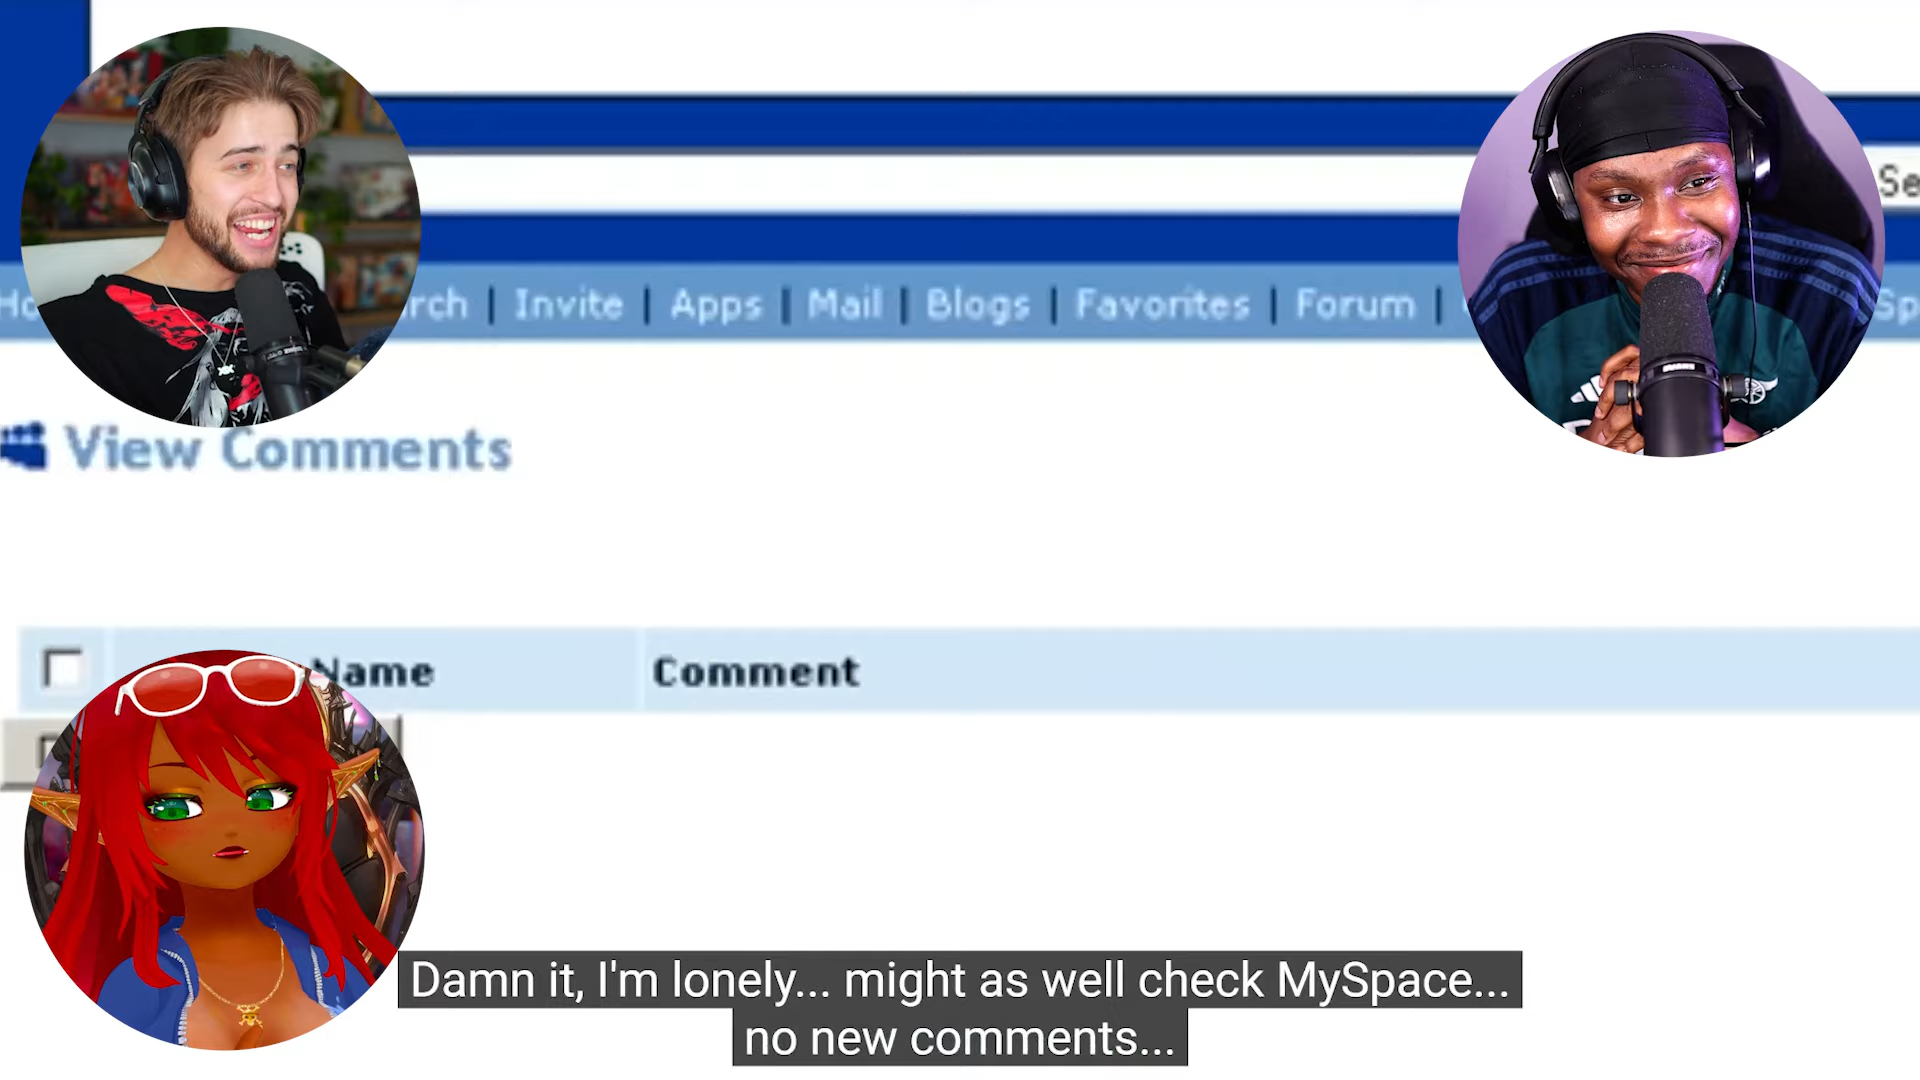 Invite | Apps | Mail | Blogs | Favorites | Forum |
View Comments
Name Comment
Damn it, I'm lonely... might as well check MySpace...
no new comments...